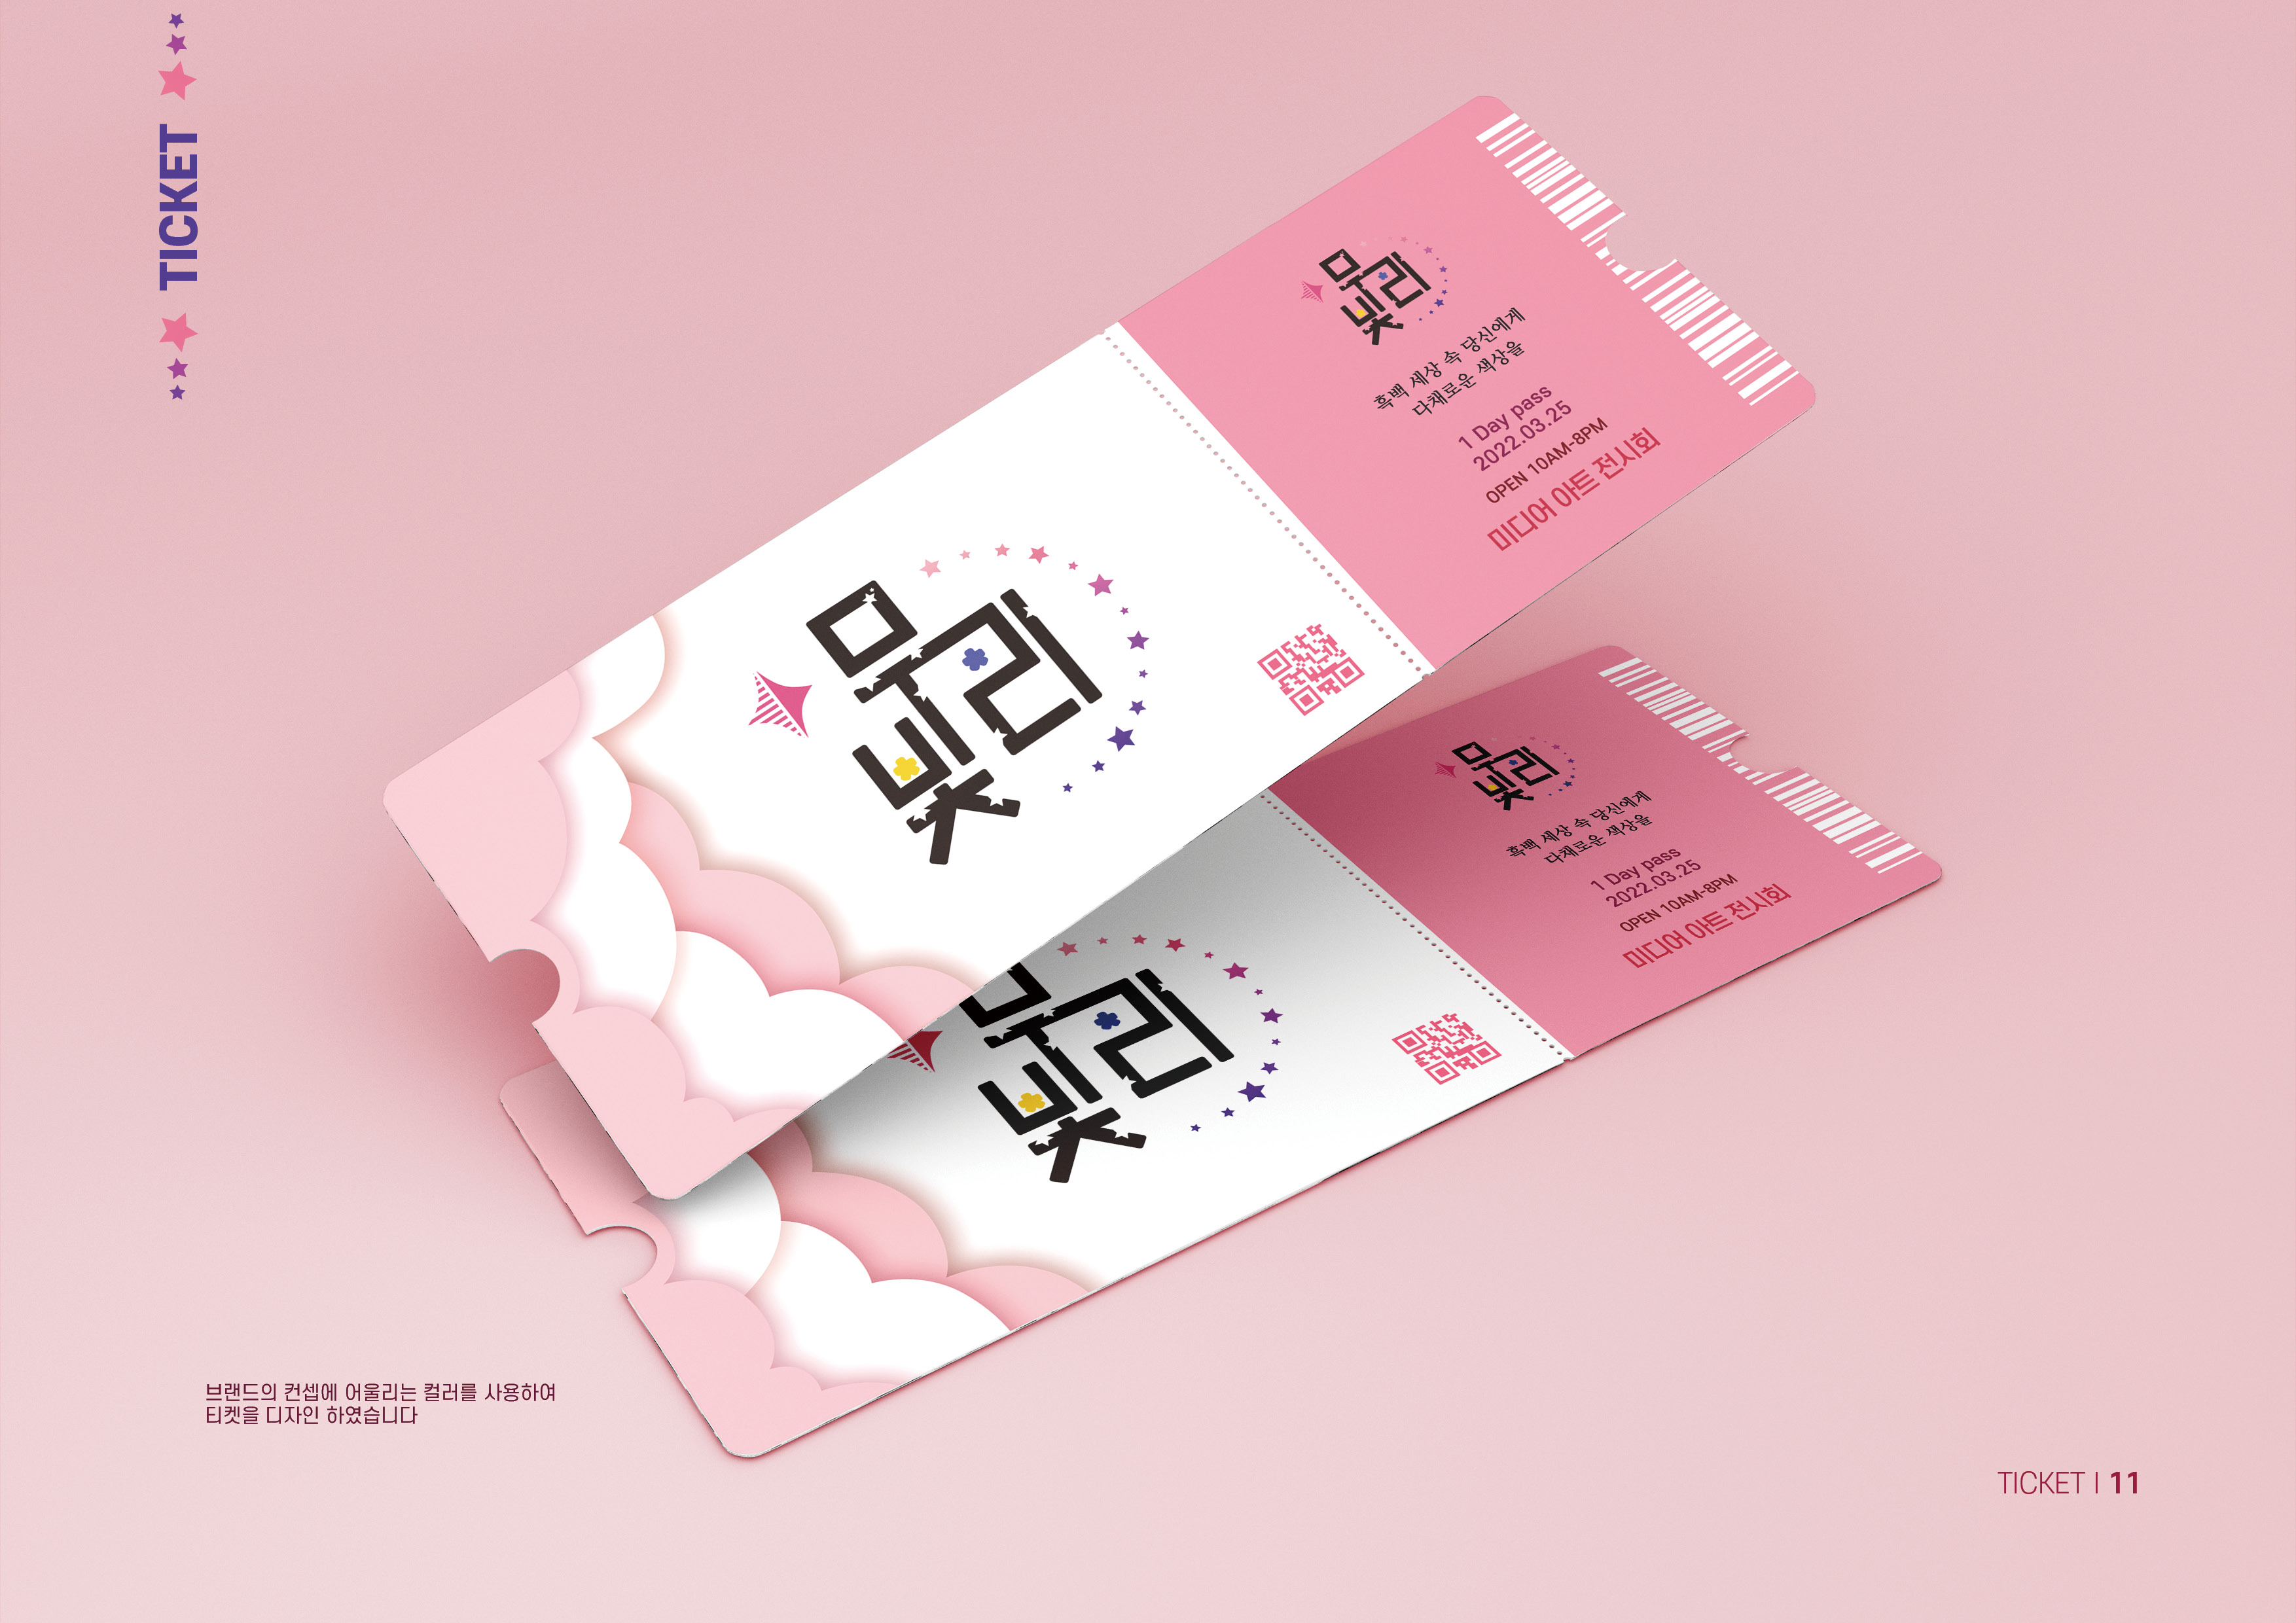 TICKET
무리빛
무리빛
흑백 세상 속 당신에게
다채로운 색상을
1 Day pass
2022.03.25
OPEN 10AM-8PM
미디어 아트 전시회
무리빛
무리빛
흑백 세상 속 당신에게
다채로운 색상을
1 Day pass
2022.03.25
OPEN 10AM-8PM
미디어 아트 전시회
브랜드의 컨셉에 어울리는 컬러를 사용하여
티켓을 디자인 하였습니다
TICKET | 11